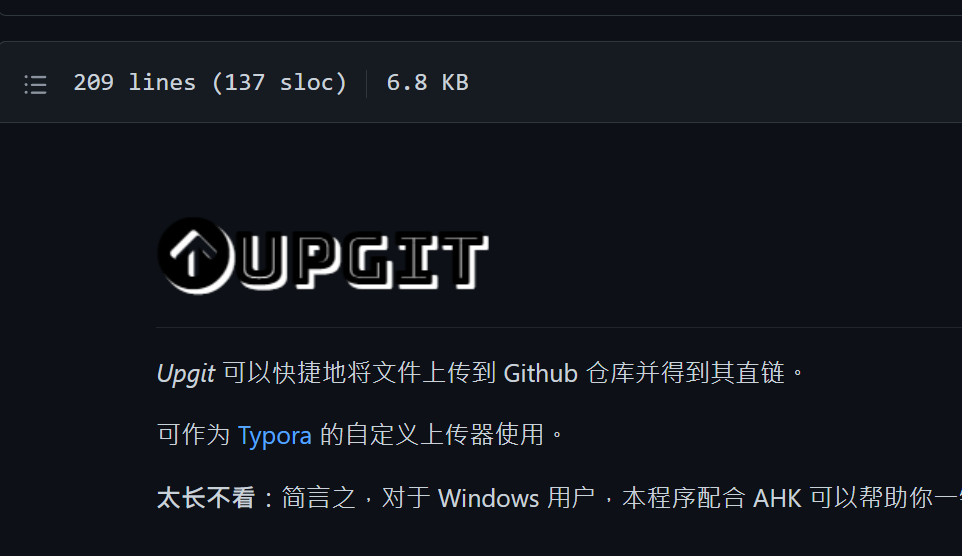 209 lines (137 sloc) 6.8 KB
UPGIT
Upgit 可以快捷地将文件上传到 Github 仓库并得到其直链。
可作为 Typora 的自定义上传器使用。
太长不看：简言之，对于 Windows 用户，本程序配合 AHK 可以帮助你一